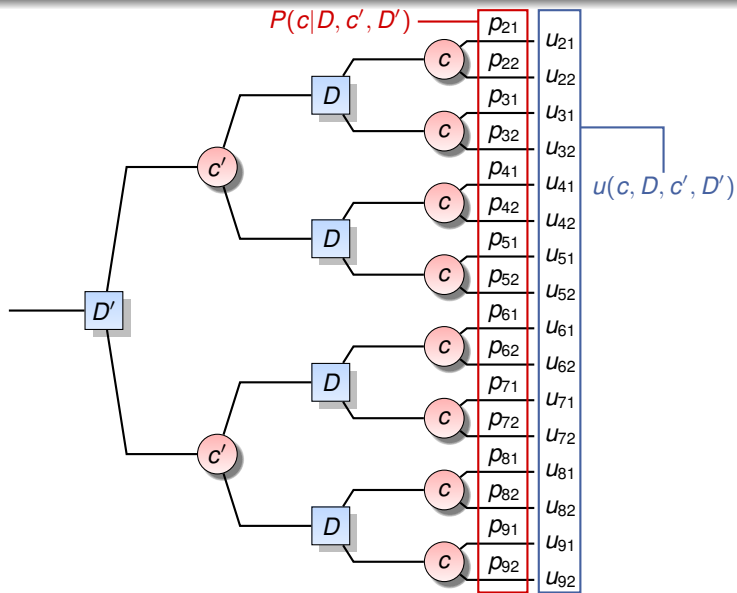 P(c|D, c′, D′)
p₂₁
u₂₁
c
p₂₂
u₂₂
D
p₃₁
u₃₁
c
p₃₂
u₃₂
c′
p₄₁
u₄₁
u(c, D, c′, D′)
c
p₄₂
u₄₂
D
p₅₁
u₅₁
c
p₅₂
u₅₂
D′
p₆₁
u₆₁
c
p₆₂
u₆₂
D
p₇₁
u₇₁
c
p₇₂
u₇₂
c′
p₈₁
u₈₁
c
p₈₂
u₈₂
D
p₉₁
u₉₁
c
p₉₂
u₉₂